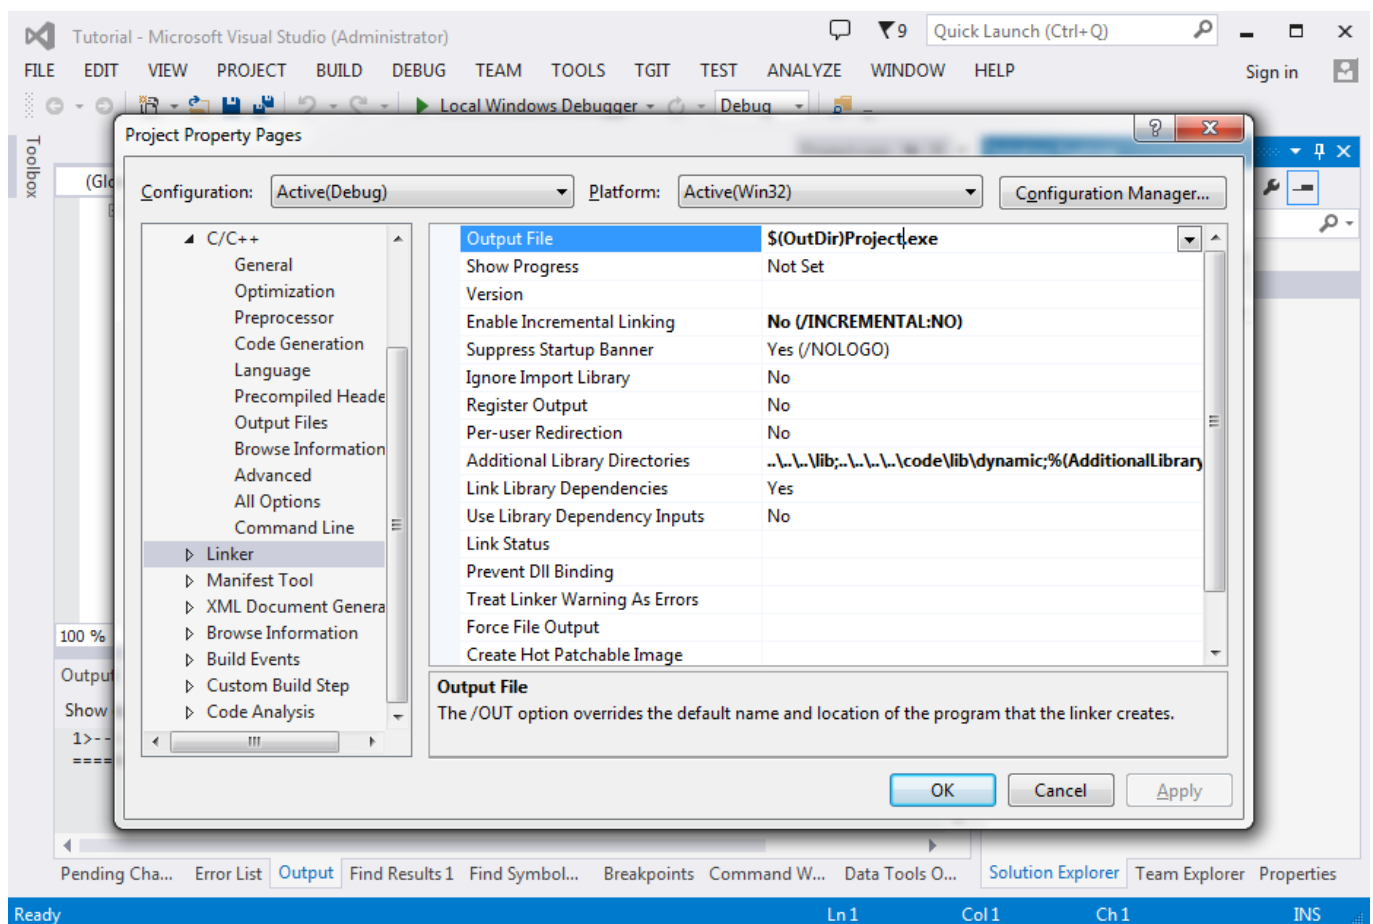 Tutorial - Microsoft Visual Studio (Administrator)
9
Quick Launch (Ctrl+Q)
FILE EDIT VIEW PROJECT BUILD DEBUG TEAM TOOLS TGIT TEST ANALYZE WINDOW HELP
Sign in
Local Windows Debugger
Debug
Toolbox
Project Property Pages
(Glo
Configuration: Active(Debug)
Platform: Active(Win32)
Configuration Manager...
C/C++
General
Optimization
Preprocessor
Code Generation
Language
Precompiled Heade
Output Files
Browse Information
Advanced
All Options
Command Line
Linker
Manifest Tool
XML Document Genera
Browse Information
Build Events
Custom Build Step
Code Analysis
Output File $(OutDir)Project.exe
Show Progress Not Set
Version
Enable Incremental Linking No (/INCREMENTAL:NO)
Suppress Startup Banner Yes (/NOLOGO)
Ignore Import Library No
Register Output No
Per-user Redirection No
Additional Library Directories ..\..\..\lib;..\..\..\..\code\lib\dynamic;%(AdditionalLibrary
Link Library Dependencies Yes
Use Library Dependency Inputs No
Link Status
Prevent Dll Binding
Treat Linker Warning As Errors
Force File Output
Create Hot Patchable Image
Output File
The /OUT option overrides the default name and location of the program that the linker creates.
OK Cancel Apply
100 %
Output
Show
1>--
====
Pending Cha... Error List Output Find Results 1 Find Symbol... Breakpoints Command W... Data Tools O...
Solution Explorer Team Explorer Properties
Ready Ln 1 Col 1 Ch 1 INS